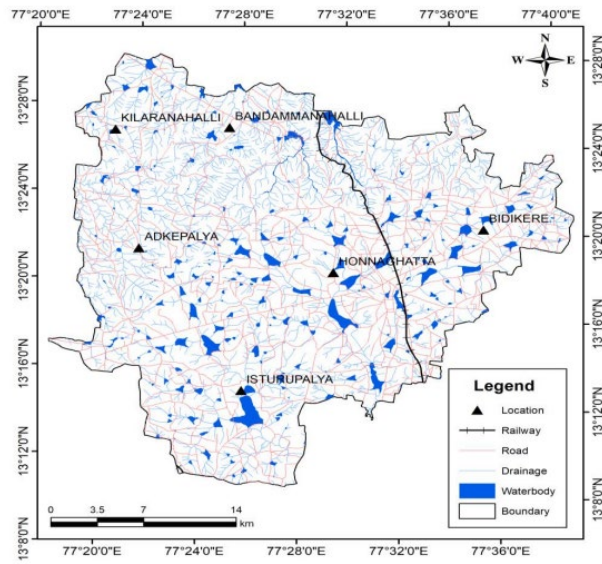 77°20'0"E 77°24'0"E 77°28'0"E 77°32'0"E 77°36'0"E 77°40'0"E
N
W E
S
13°28'0"N
13°24'0"N
13°20'0"N
13°16'0"N
13°12'0"N
13°8'0"N
13°28'0"N
13°24'0"N
13°20'0"N
13°16'0"N
13°12'0"N
13°8'0"N
KILARANAHALLI
BANDAMMANAHALLI
BIDIKERE
ADKEPALYA
HONNAGHATTA
ISTURUPALYA
Legend
Location
Railway
Road
Drainage
Waterbody
Boundary
0 3.5 7 14
km
77°20'0"E 77°24'0"E 77°28'0"E 77°32'0"E 77°36'0"E